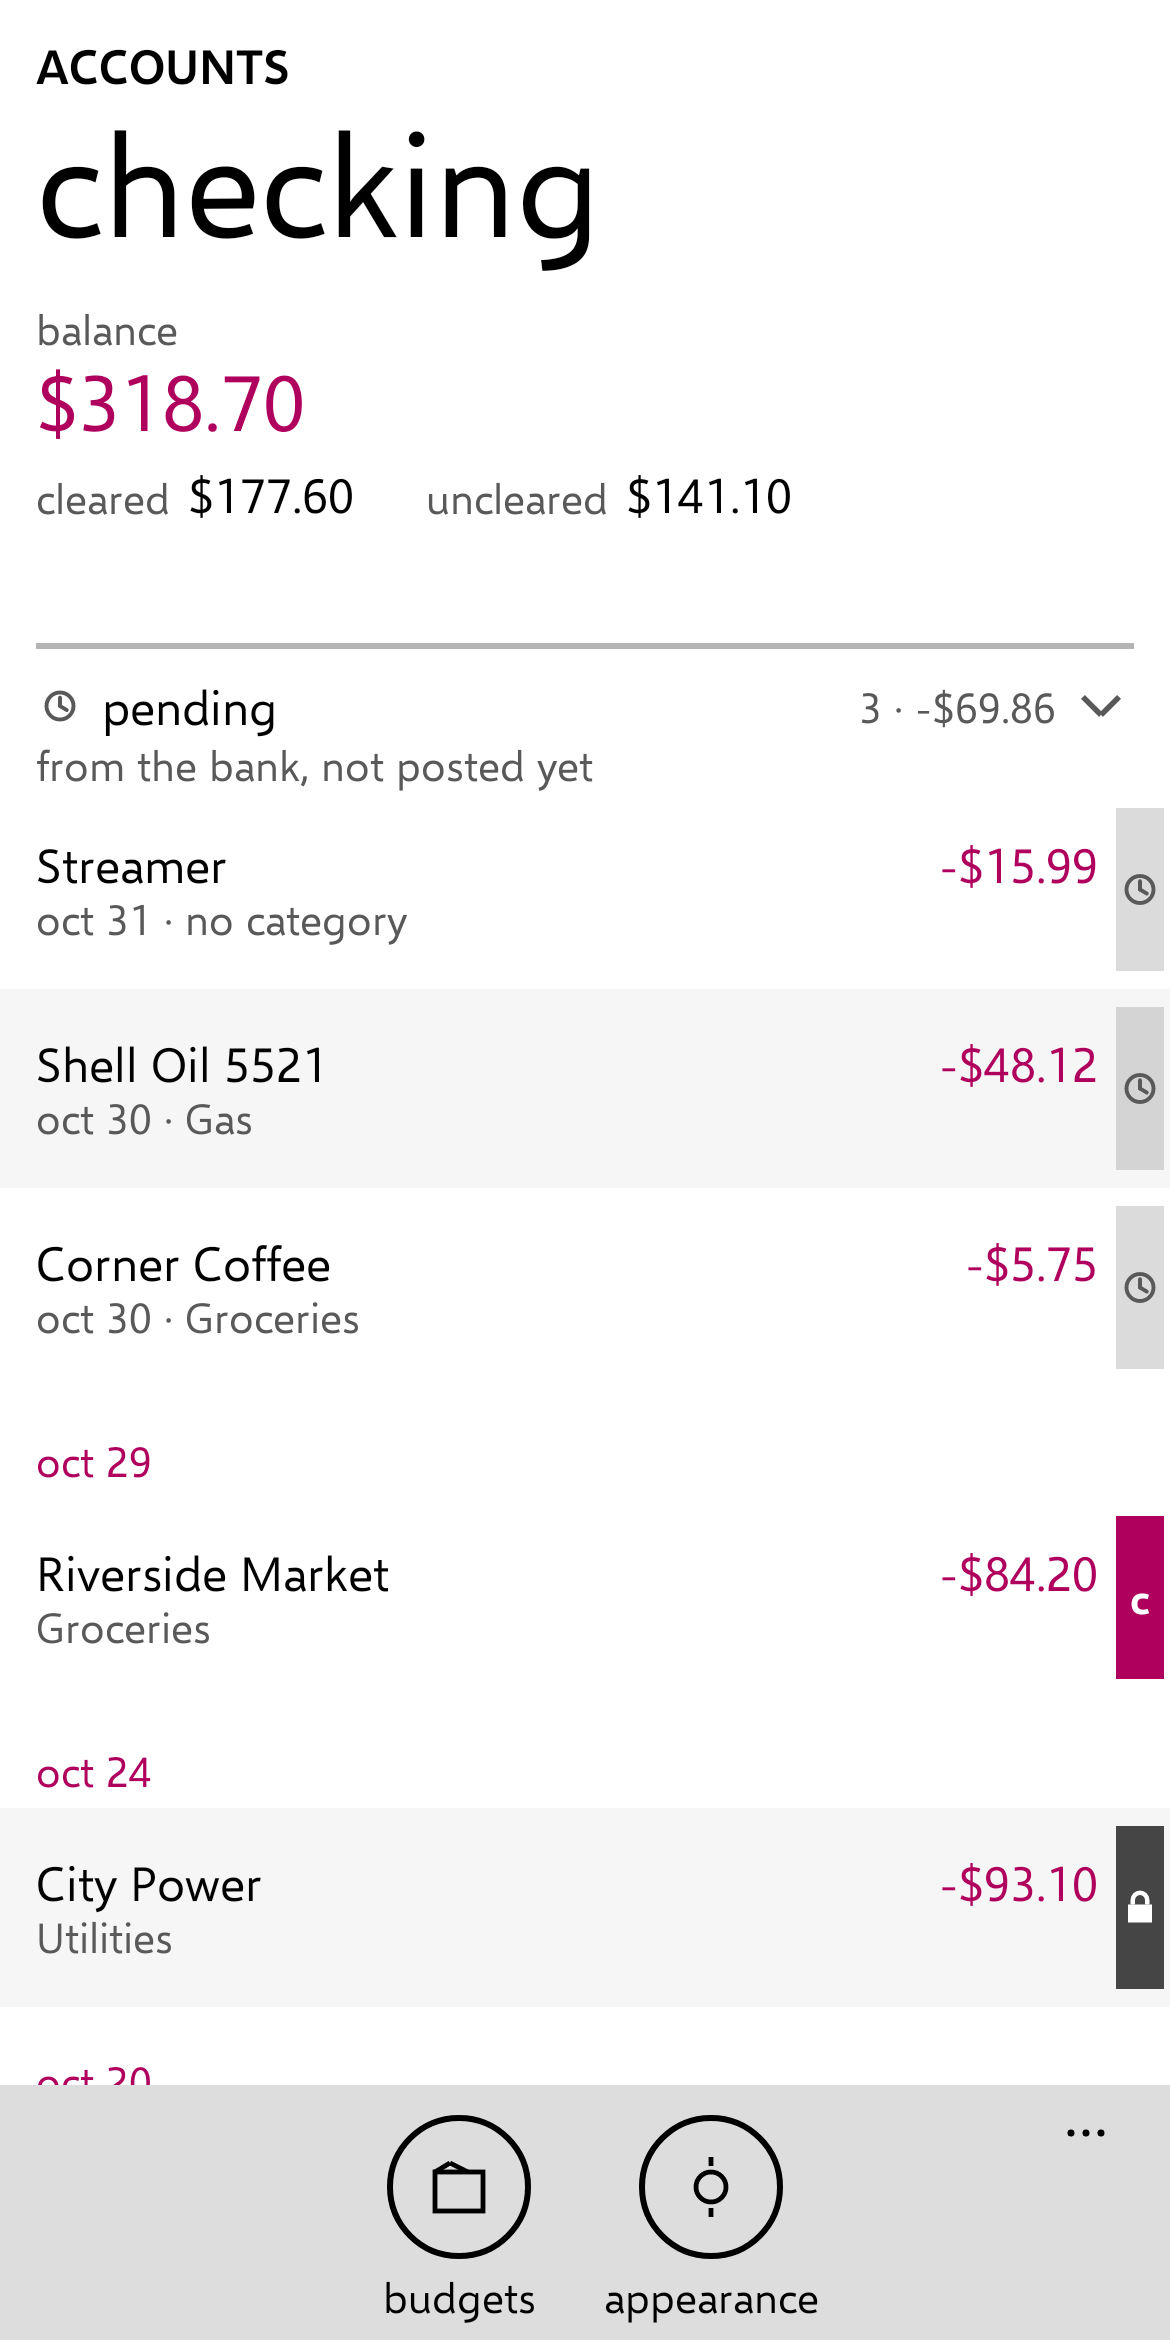 ACCOUNTS
checking
balance
$318.70
cleared $177.60 uncleared $141.10
pending 3 · -$69.86
from the bank, not posted yet
Streamer -$15.99
oct 31 · no category
Shell Oil 5521 -$48.12
oct 30 · Gas
Corner Coffee -$5.75
oct 30 · Groceries
oct 29
Riverside Market -$84.20
Groceries
c
oct 24
City Power -$93.10
Utilities
oct 20
budgets appearance